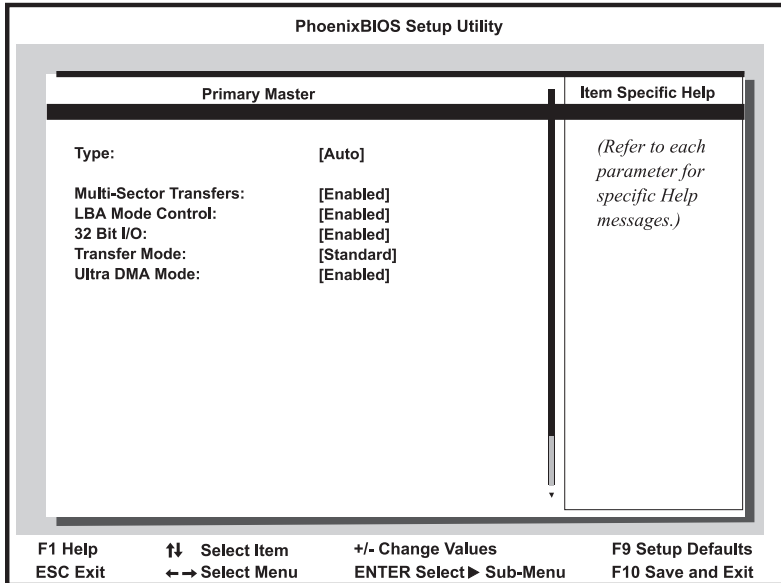 PhoenixBIOS Setup Utility
Primary Master
Item Specific Help
Type: [Auto]
Multi-Sector Transfers: [Enabled]
LBA Mode Control: [Enabled]
32 Bit I/O: [Enabled]
Transfer Mode: [Standard]
Ultra DMA Mode: [Enabled]
(Refer to each
parameter for
specific Help
messages.)
F1 Help ↑↓ Select Item +/- Change Values F9 Setup Defaults
ESC Exit ←→ Select Menu ENTER Select ▶ Sub-Menu F10 Save and Exit